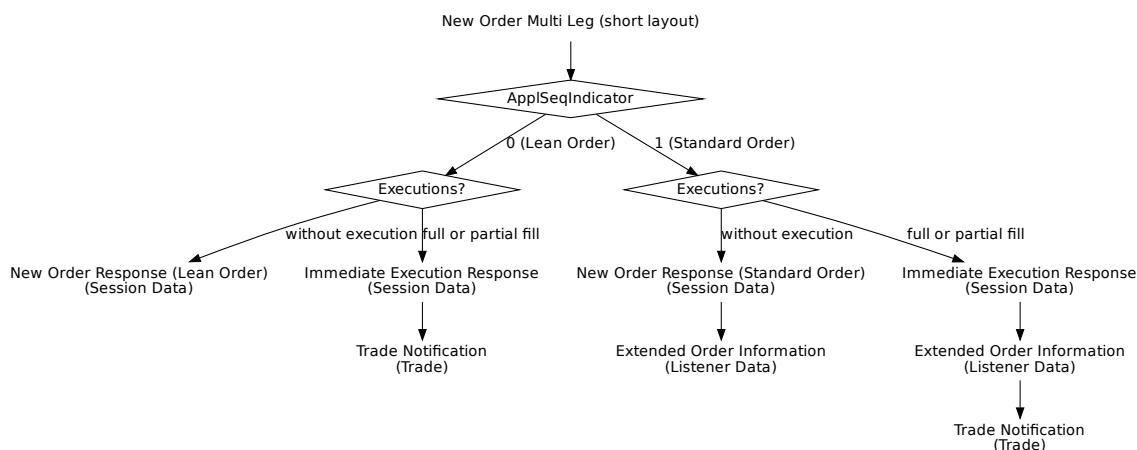 New Order Multi Leg (short layout)
ApplSeqIndicator
0 (Lean Order)
1 (Standard Order)
Executions?
Executions?
without execution
full or partial fill
without execution
full or partial fill
New Order Response (Lean Order)
(Session Data)
Immediate Execution Response
(Session Data)
New Order Response (Standard Order)
(Session Data)
Immediate Execution Response
(Session Data)
Trade Notification
(Trade)
Extended Order Information
(Listener Data)
Extended Order Information
(Listener Data)
Trade Notification
(Trade)